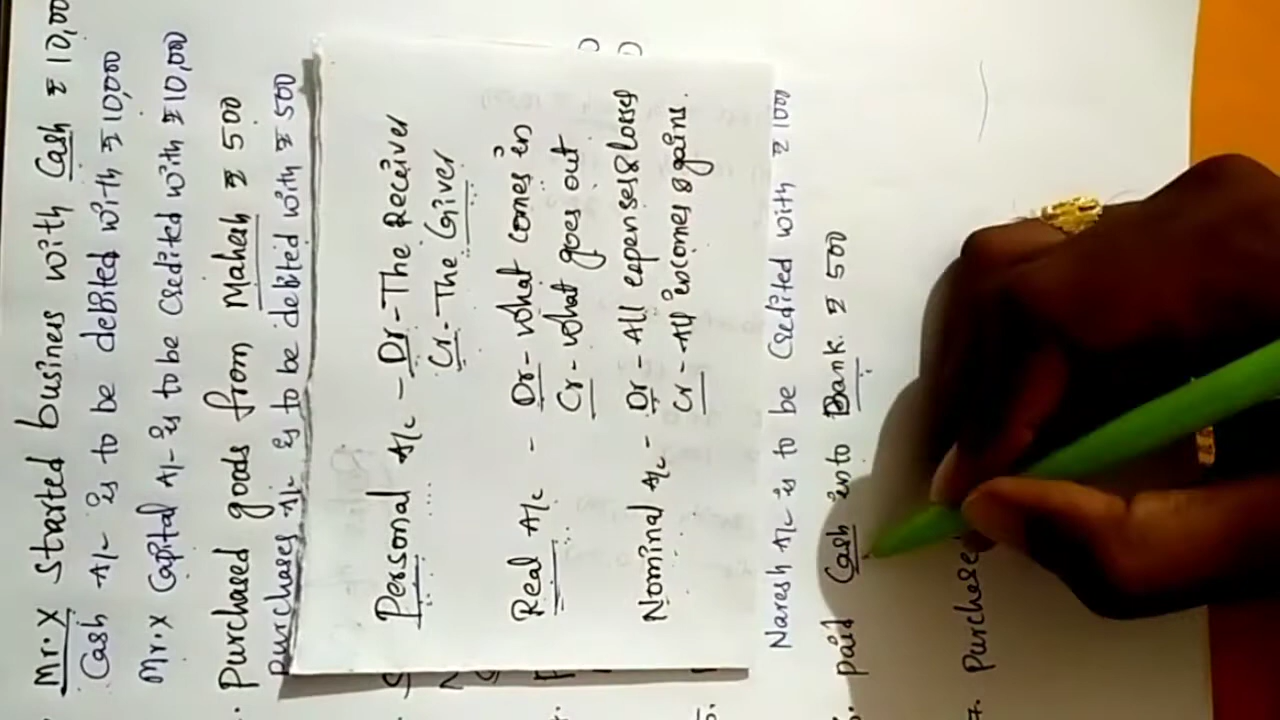 Mr. X Started business with Cash ₹ 10,00
Cash A/- is to be debited with ₹ 10,000
Mr. X Capital A/- is to be Credited with ₹ 10,000
. Purchased goods from Mahesh ₹ 500
Purchases A/- is to be debited with ₹ 500
Personal A/c - Dr - The Receiver
Cr - The Giver
Real A/c - Dr - what comes in
Cr - what goes out
Nominal A/c - Dr - All expenses & losses
Cr - All incomes & gains.
Naresh A/c is to be Credited with ₹ 1000
. paid Cash into Bank. ₹ 500
7. Purchase